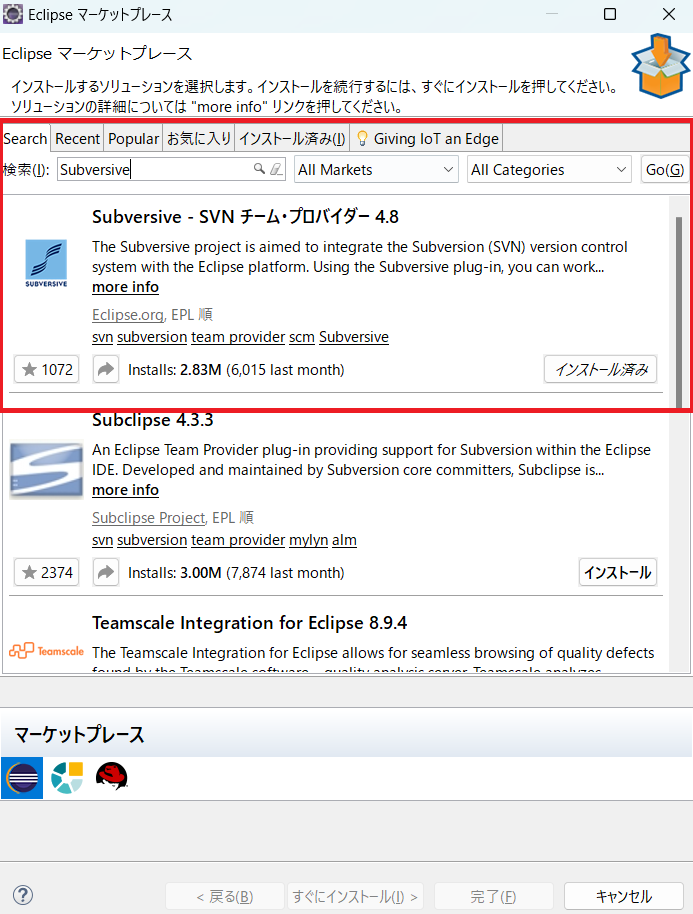 Eclipse マーケットプレース
Eclipse マーケットプレース
インストールするソリューションを選択します。インストールを続行するには、すぐにインストールを押してください。
ソリューションの詳細については "more info" リンクを押してください。
Search Recent Popular お気に入り インストール済み(I) Giving IoT an Edge
検索(I): Subversive All Markets All Categories Go(G)
Subversive - SVN チーム・プロバイダー 4.8
The Subversive project is aimed to integrate the Subversion (SVN) version control
system with the Eclipse platform. Using the Subversive plug-in, you can work...
SUBVERSIVE
more info
Eclipse.org, EPL 順
svn subversion team provider scm Subversive
1072 Installs: 2.83M (6,015 last month) インストール済み
Subclipse 4.3.3
An Eclipse Team Provider plug-in providing support for Subversion within the Eclipse
IDE. Developed and maintained by Subversion core committers, Subclipse is...
more info
Subclipse Project, EPL 順
svn subversion team provider mylyn alm
2374 Installs: 3.00M (7,874 last month) インストール
Teamscale Integration for Eclipse 8.9.4
Teamscale
The Teamscale Integration for Eclipse allows for seamless browsing of quality defects
found by the Teamscale software
quality analysis server. Teamscale analyzes
マーケットプレース
< 戻る(B) すぐにインストール(I) > 完了(F) キャンセル